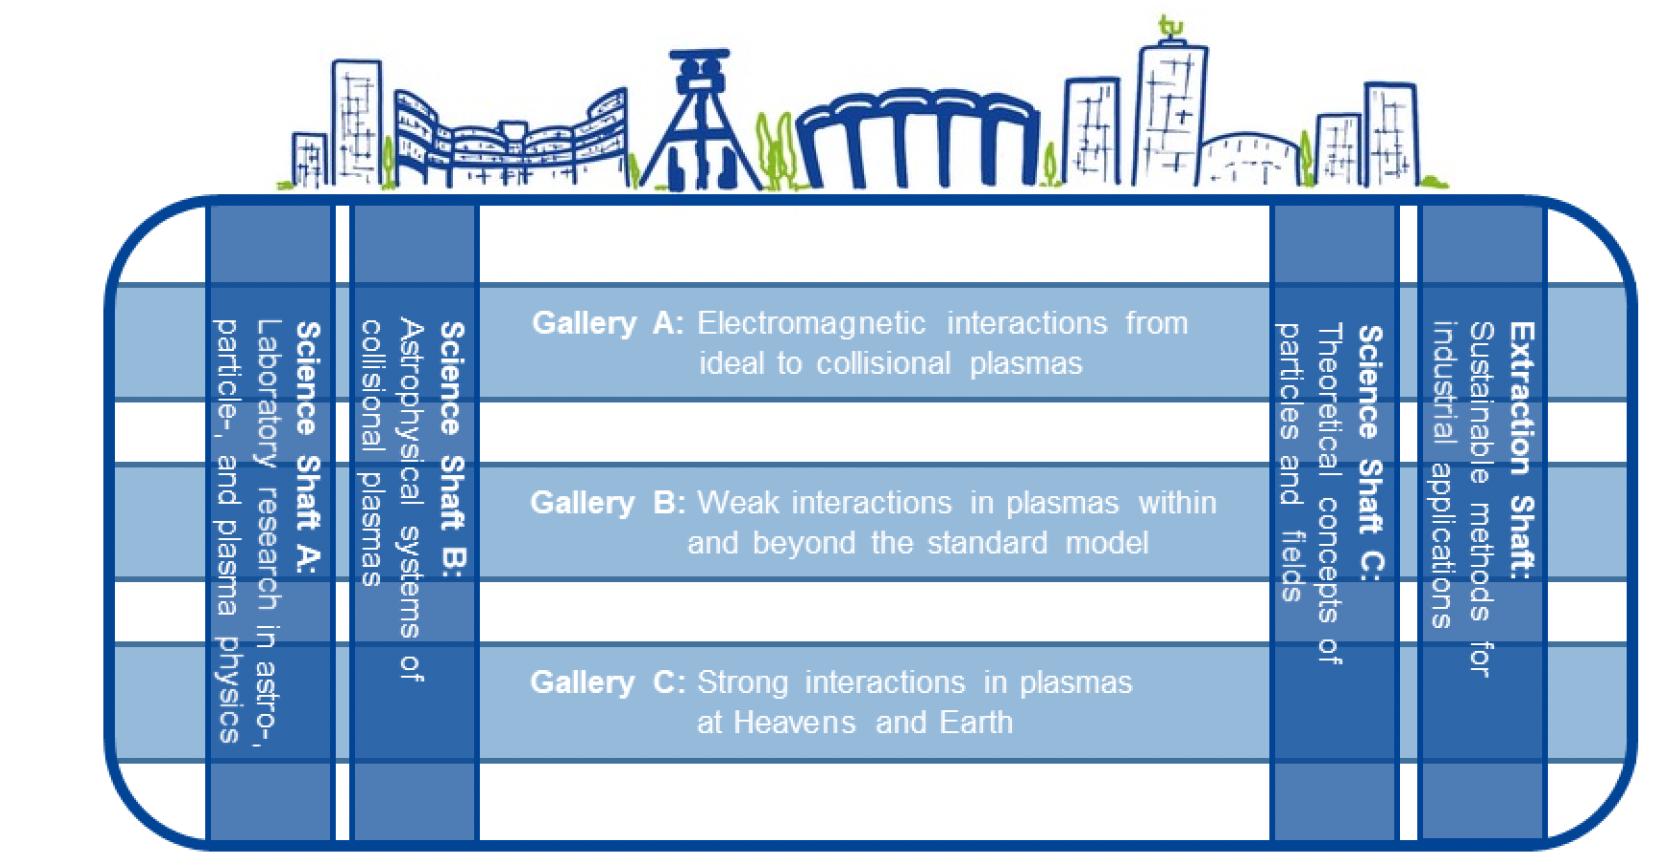 tu
Science Shaft A:
Laboratory research in astro-,
particle-, and plasma physics
Science Shaft B:
Astrophysical systems of
collisional plasmas
Gallery A: Electromagnetic interactions from
ideal to collisional plasmas
Gallery B: Weak interactions in plasmas within
and beyond the standard model
Gallery C: Strong interactions in plasmas
at Heavens and Earth
Science Shaft C:
Theoretical concepts of
particles and fields
Extraction Shaft:
Sustainable methods for
industrial applications